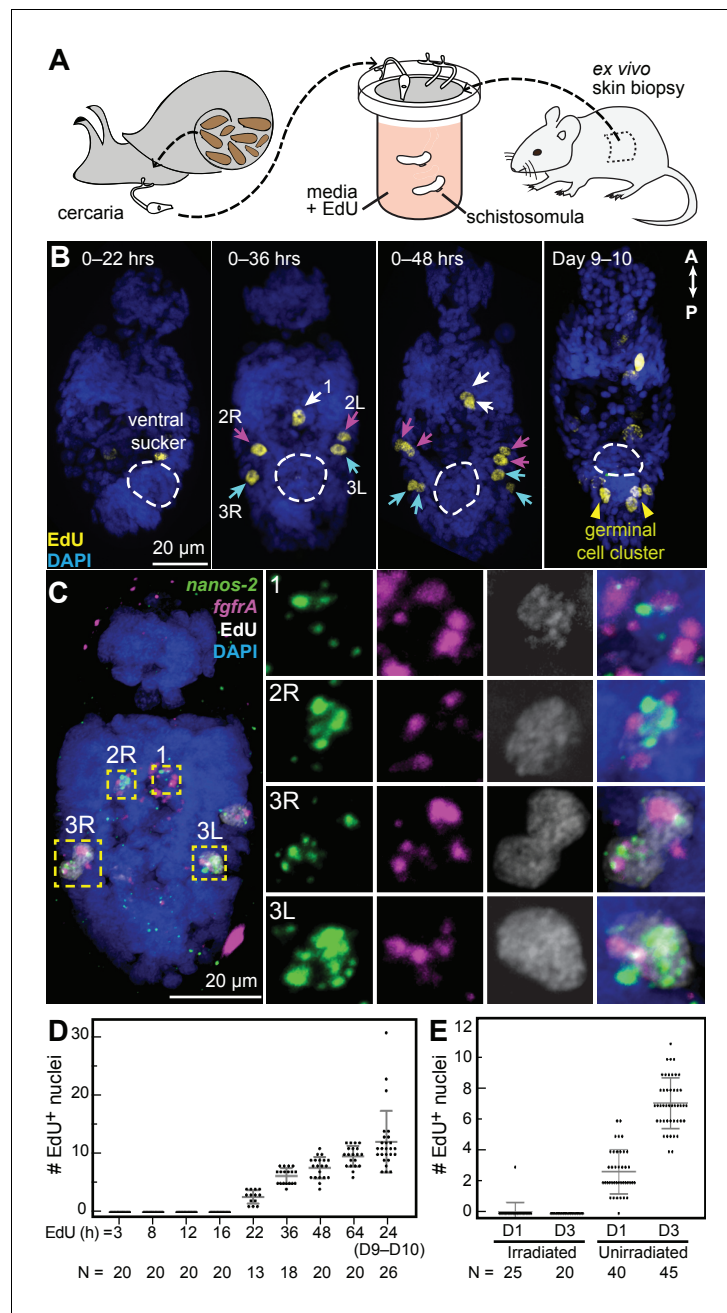 A
ex vivo
skin biopsy
cercaria
media
+ EdU
schistosomula
B
0–22 hrs
0–36 hrs
0–48 hrs
Day 9–10
A
P
1
2R
2L
ventral
sucker
3R
3L
EdU
DAPI
20 µm
germinal
cell cluster
C
nanos-2
fgfrA
EdU
DAPI
1
2R
1
2R
3R
3L
3R
3L
20 µm
D
# EdU+ nuclei
30
20
10
0
EdU (h) =3 8 12 16 22 36 48 64 24
(D9–D10)
N = 20 20 20 20 13 18 20 20 26
E
# EdU+ nuclei
12
10
8
6
4
2
0
D1 D3 D1 D3
Irradiated Unirradiated
N = 25 20 40 45